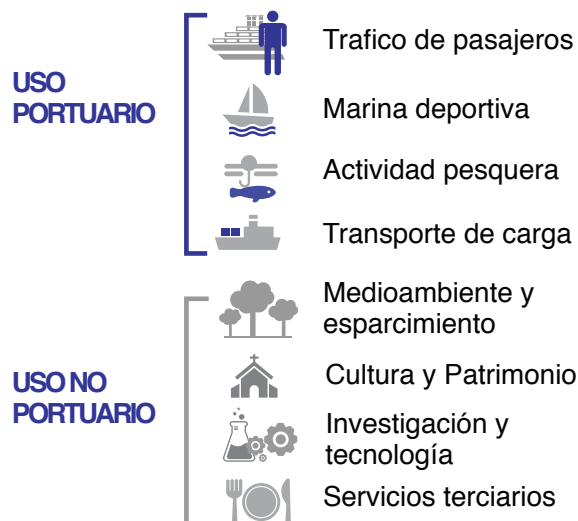 USO
PORTUARIO
Trafico de pasajeros
Marina deportiva
Actividad pesquera
Transporte de carga
USO NO
PORTUARIO
Medioambiente y
esparcimiento
Cultura y Patrimonio
Investigación y
tecnología
Servicios terciarios